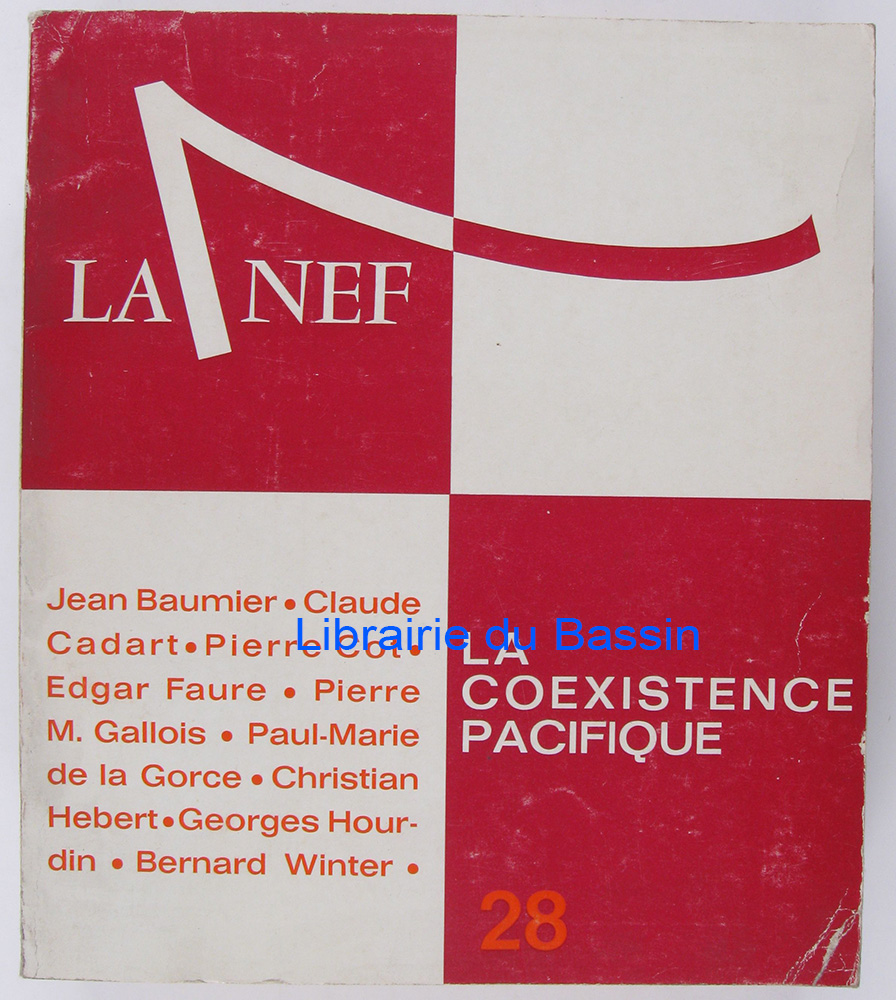 LA NEF
Jean Baumier • Claude
Cadart • Pierre Cot •
Edgar Faure • Pierre
M. Gallois • Paul-Marie
de la Gorce • Christian
Hebert • Georges Hour-
din • Bernard Winter •
Librairie du Bassin
LA
COEXISTENCE
PACIFIQUE
28